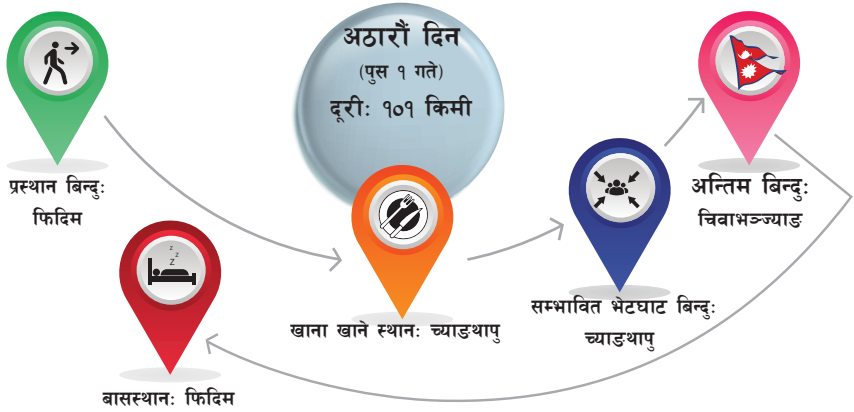 अठारौं दिन
(पुस १ गते)
दूरी: १०१ किमी
प्रस्थान बिन्दु:
फिदिम
खाना खाने स्थान: च्याङथापु
सम्भावित भेटघाट बिन्दु:
च्याङथापु
अन्तिम बिन्दु:
चिवाभञ्ज्याङ
बासस्थान: फिदिम
z
z
z